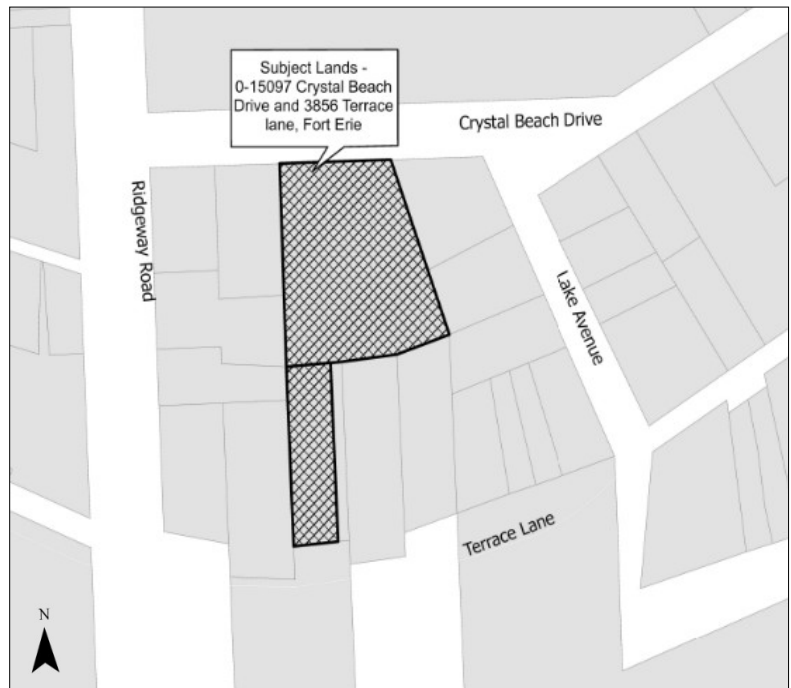 Subject Lands -
0-15097 Crystal Beach
Drive and 3856 Terrace
lane, Fort Erie
Crystal Beach Drive
Ridgeway Road
Lake Avenue
Terrace Lane
N